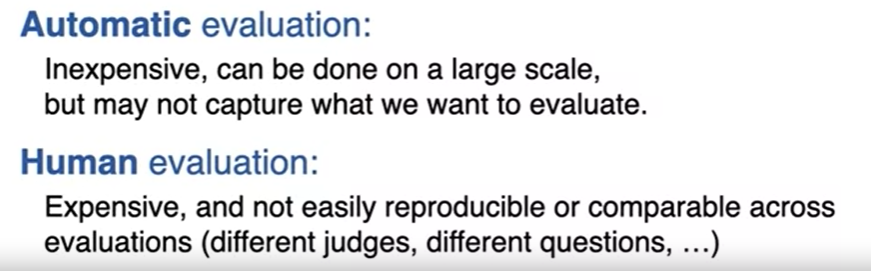 Automatic evaluation:
Inexpensive, can be done on a large scale,
but may not capture what we want to evaluate.
Human evaluation:
Expensive, and not easily reproducible or comparable across
evaluations (different judges, different questions, …)